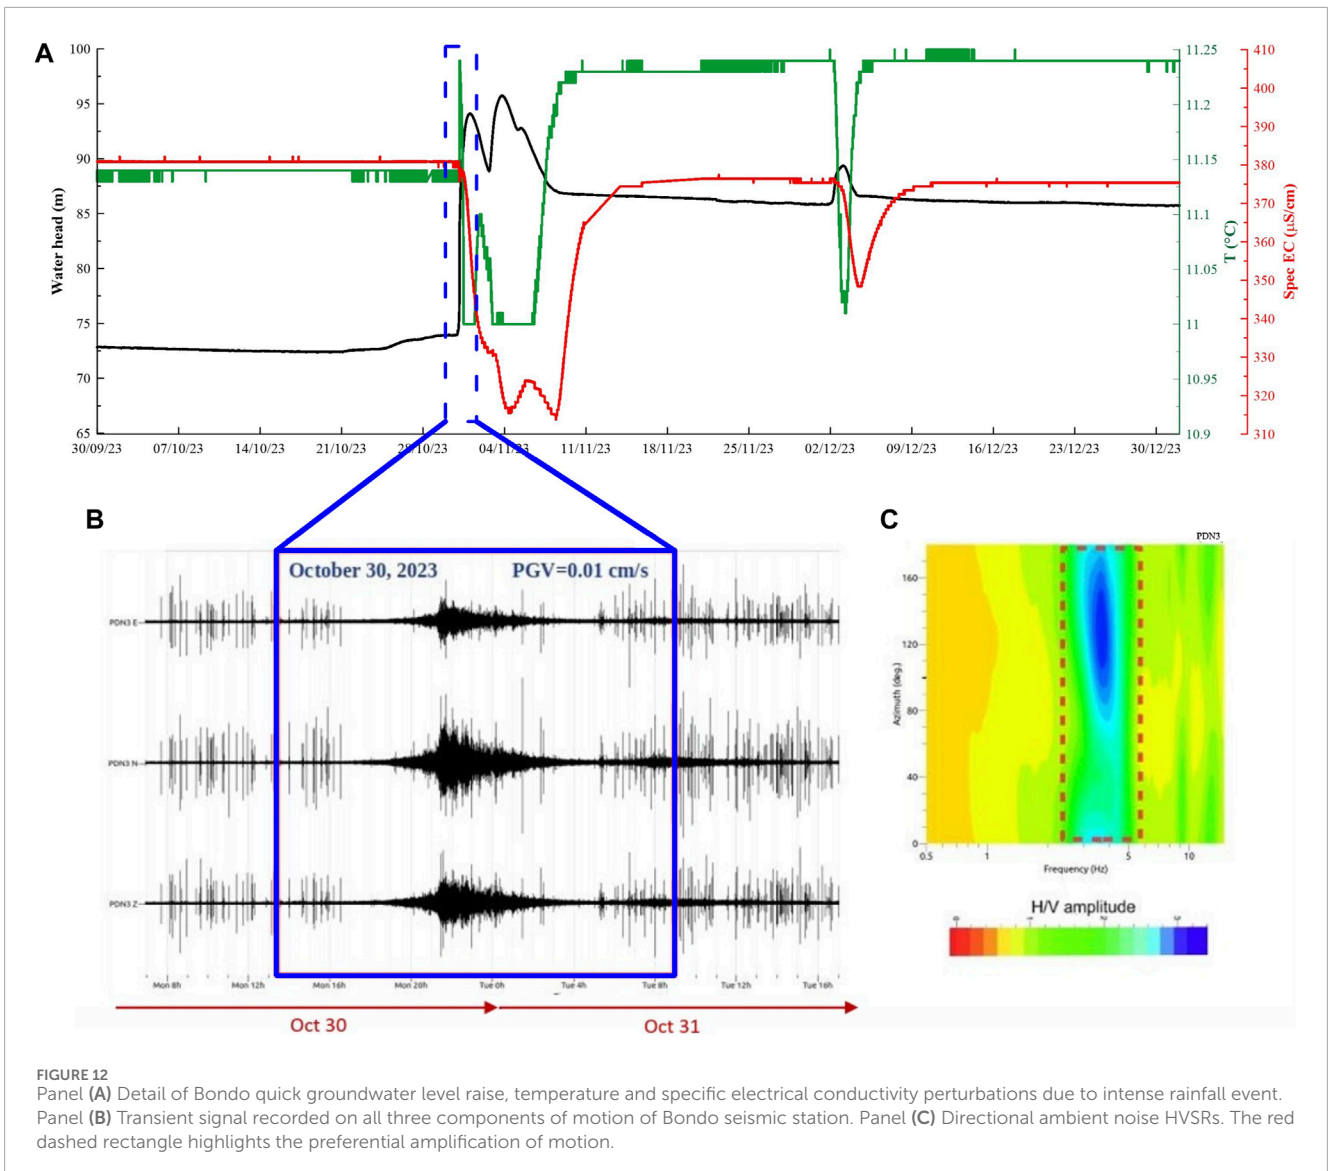 A
100
95
90
85
80
75
70
65
Water head (m)
30/09/23 07/10/23 14/10/23 21/10/23 28/10/23 04/11/23 11/11/23 18/11/23 25/11/23 02/12/23 09/12/23 16/12/23 23/12/23 30/12/23
11.25
11.2
11.15
11.1
11.05
11
10.95
10.9
T (°C)
410
400
390
380
370
360
350
340
330
320
310
Spec EC (µS/cm)
B
October 30, 2023 PGV=0.01 cm/s
PDN3 E
PDN3 N
PDN3 Z
Mon 8h Mon 12h Mon 16h Mon 20h Tue 0h Tue 4h Tue 8h Tue 12h Tue 16h
Oct 30 Oct 31
C
PDN3
160
120
80
40
0
Azimuth (deg.)
0.5 1 5 10
Frequency (Hz)
H/V amplitude
0 1 2 3
FIGURE 12
Panel (A) Detail of Bondo quick groundwater level raise, temperature and specific electrical conductivity perturbations due to intense rainfall event.
Panel (B) Transient signal recorded on all three components of motion of Bondo seismic station. Panel (C) Directional ambient noise HVSRs. The red
dashed rectangle highlights the preferential amplification of motion.